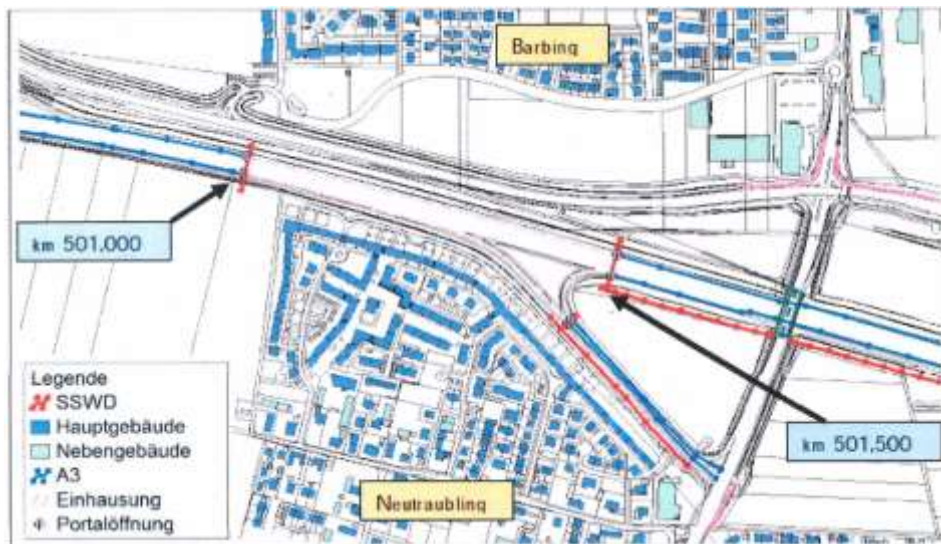 Barbing
km 501,000
Legende
SSWD
Hauptgebäude
Nebengebäude
A3
Einhausung
Portalöffnung
km 501,500
Neutraubling